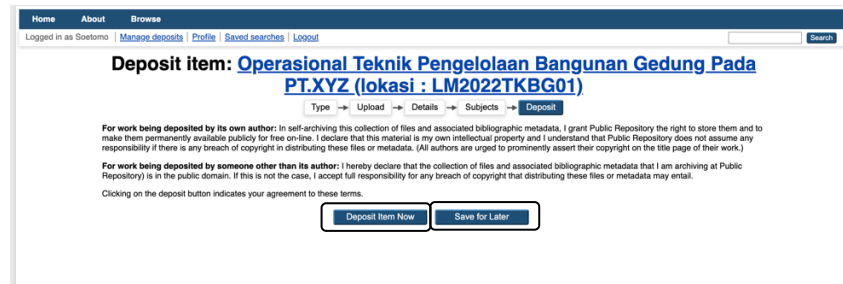 Home About Browse
Logged in as Soetomo | Manage deposits | Profile | Saved searches | Logout Search
Deposit item: Operasional Teknik Pengelolaan Bangunan Gedung Pada
PT.XYZ (lokasi : LM2022TKBG01)
Type Upload Details Subjects Deposit
For work being deposited by its own author: In self-archiving this collection of files and associated bibliographic metadata, I grant Public Repository the right to store them and to
make them permanently available publicly for free on-line. I declare that this material is my own intellectual property and I understand that Public Repository does not assume any
responsibility if there is any breach of copyright in distributing these files or metadata. (All authors are urged to prominently assert their copyright on the title page of their work.)
For work being deposited by someone other than its author: I hereby declare that the collection of files and associated bibliographic metadata that I am archiving at Public
Repository) is in the public domain. If this is not the case, I accept full responsibility for any breach of copyright that distributing these files or metadata may entail.
Clicking on the deposit button indicates your agreement to these terms.
Deposit Item Now Save for Later